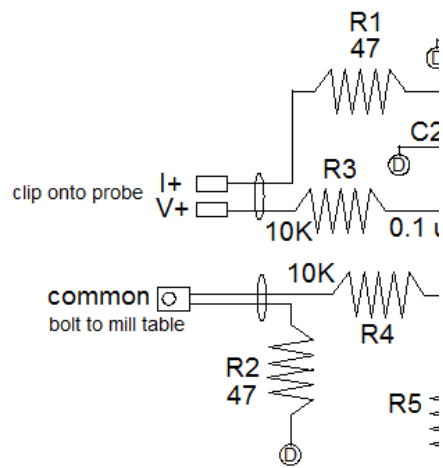 R1
47
D
C2
D
clip onto probe
I+
V+
R3
10K
0.1 u
common
bolt to mill table
10K
R4
R2
47
R5
D